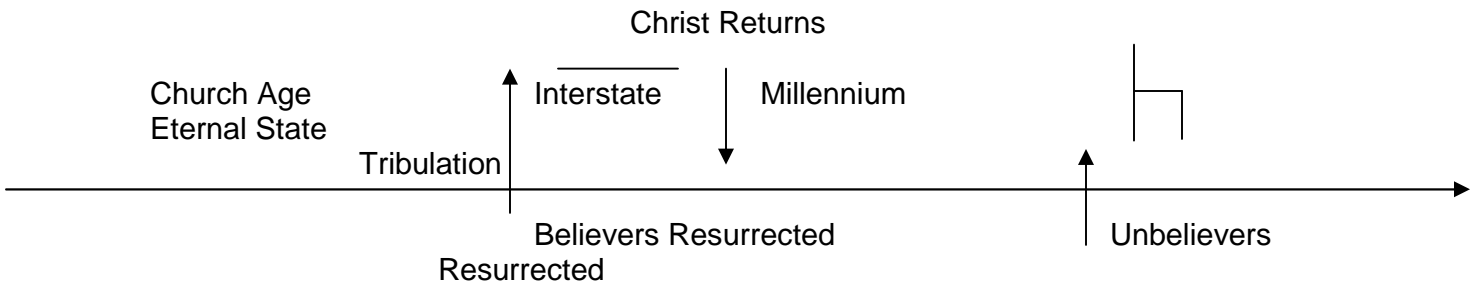 Christ Returns
Church Age Interstate Millennium
Eternal State
Tribulation
Believers Resurrected Unbelievers
Resurrected